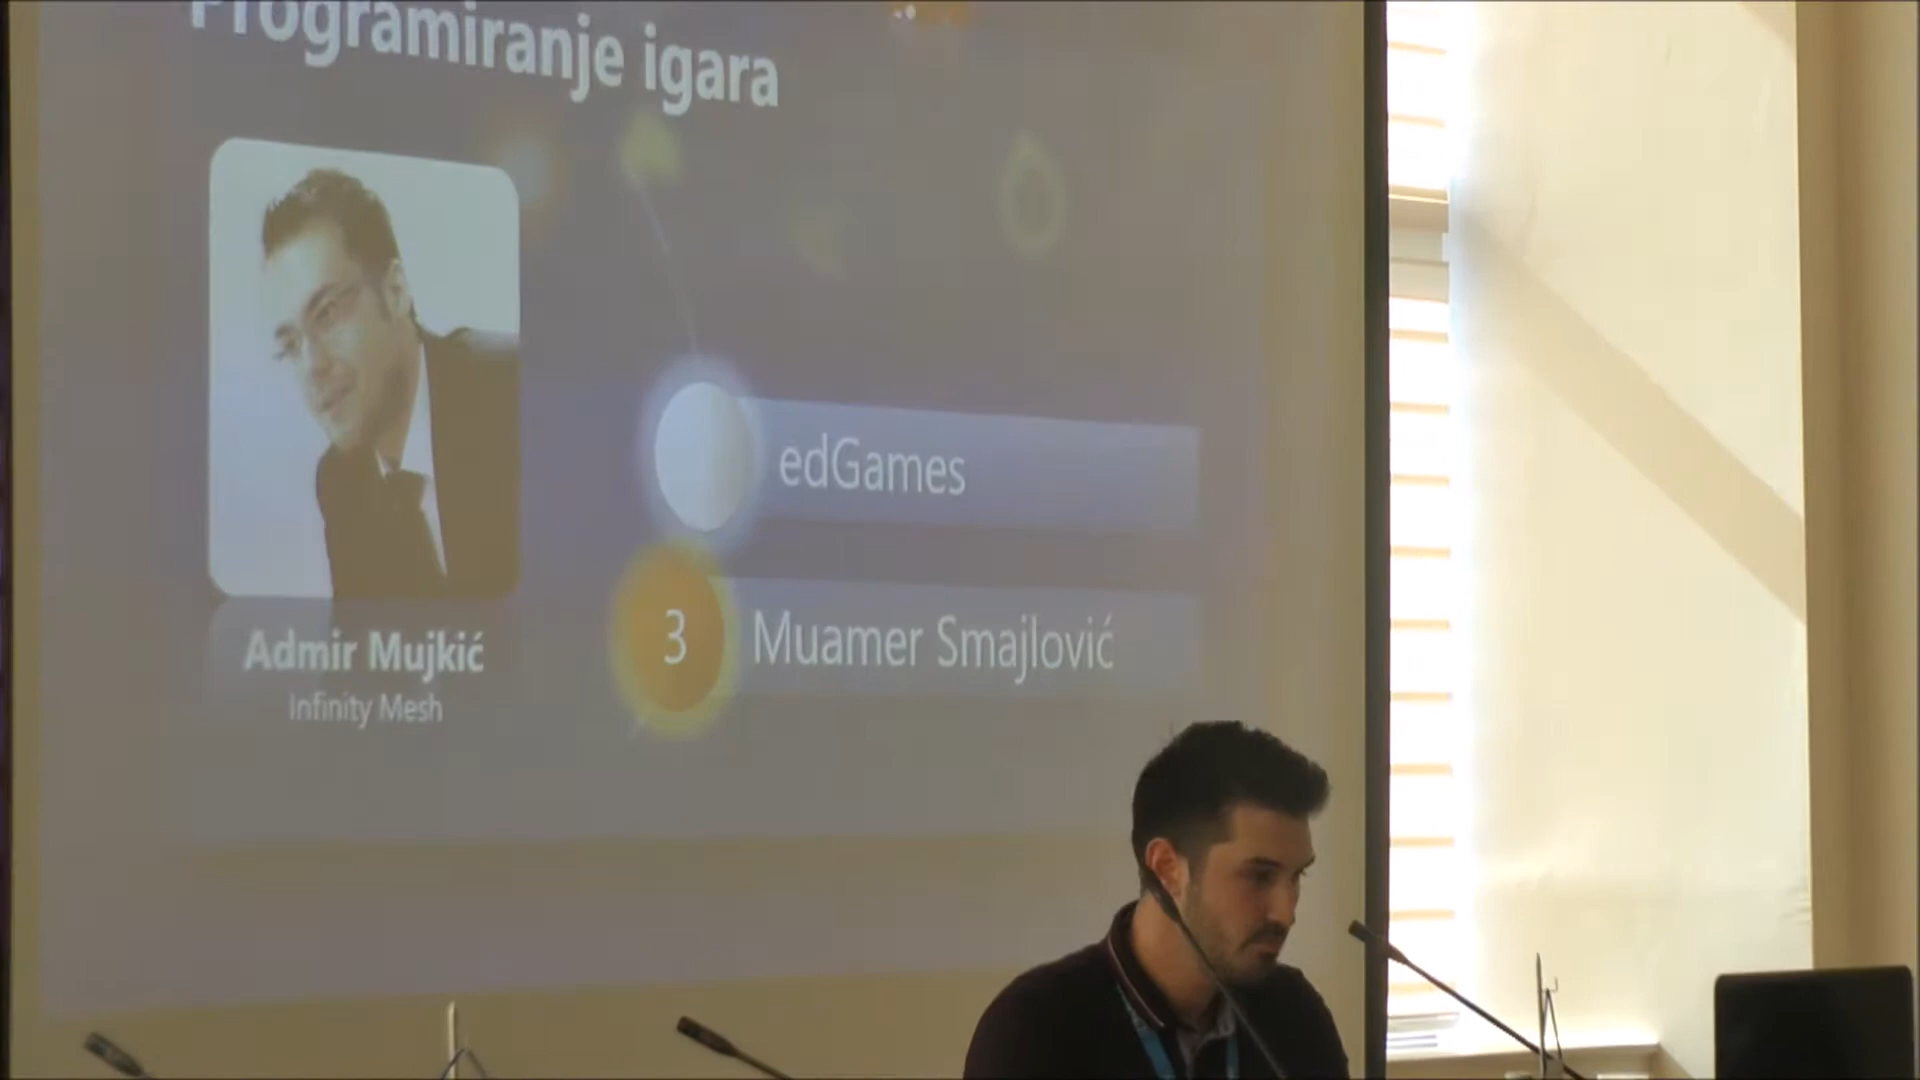 Programiranje igara
edGames
3 Muamer Smajlović
Admir Mujkić
Infinity Mesh